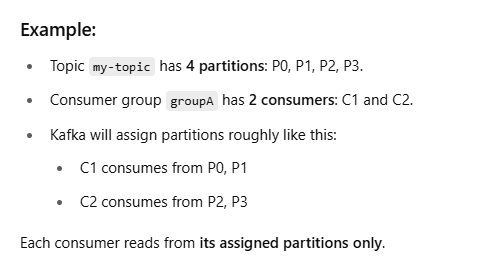 Example:
Topic my-topic has 4 partitions: P0, P1, P2, P3.
Consumer group groupA has 2 consumers: C1 and C2.
Kafka will assign partitions roughly like this:
C1 consumes from P0, P1
C2 consumes from P2, P3
Each consumer reads from its assigned partitions only.